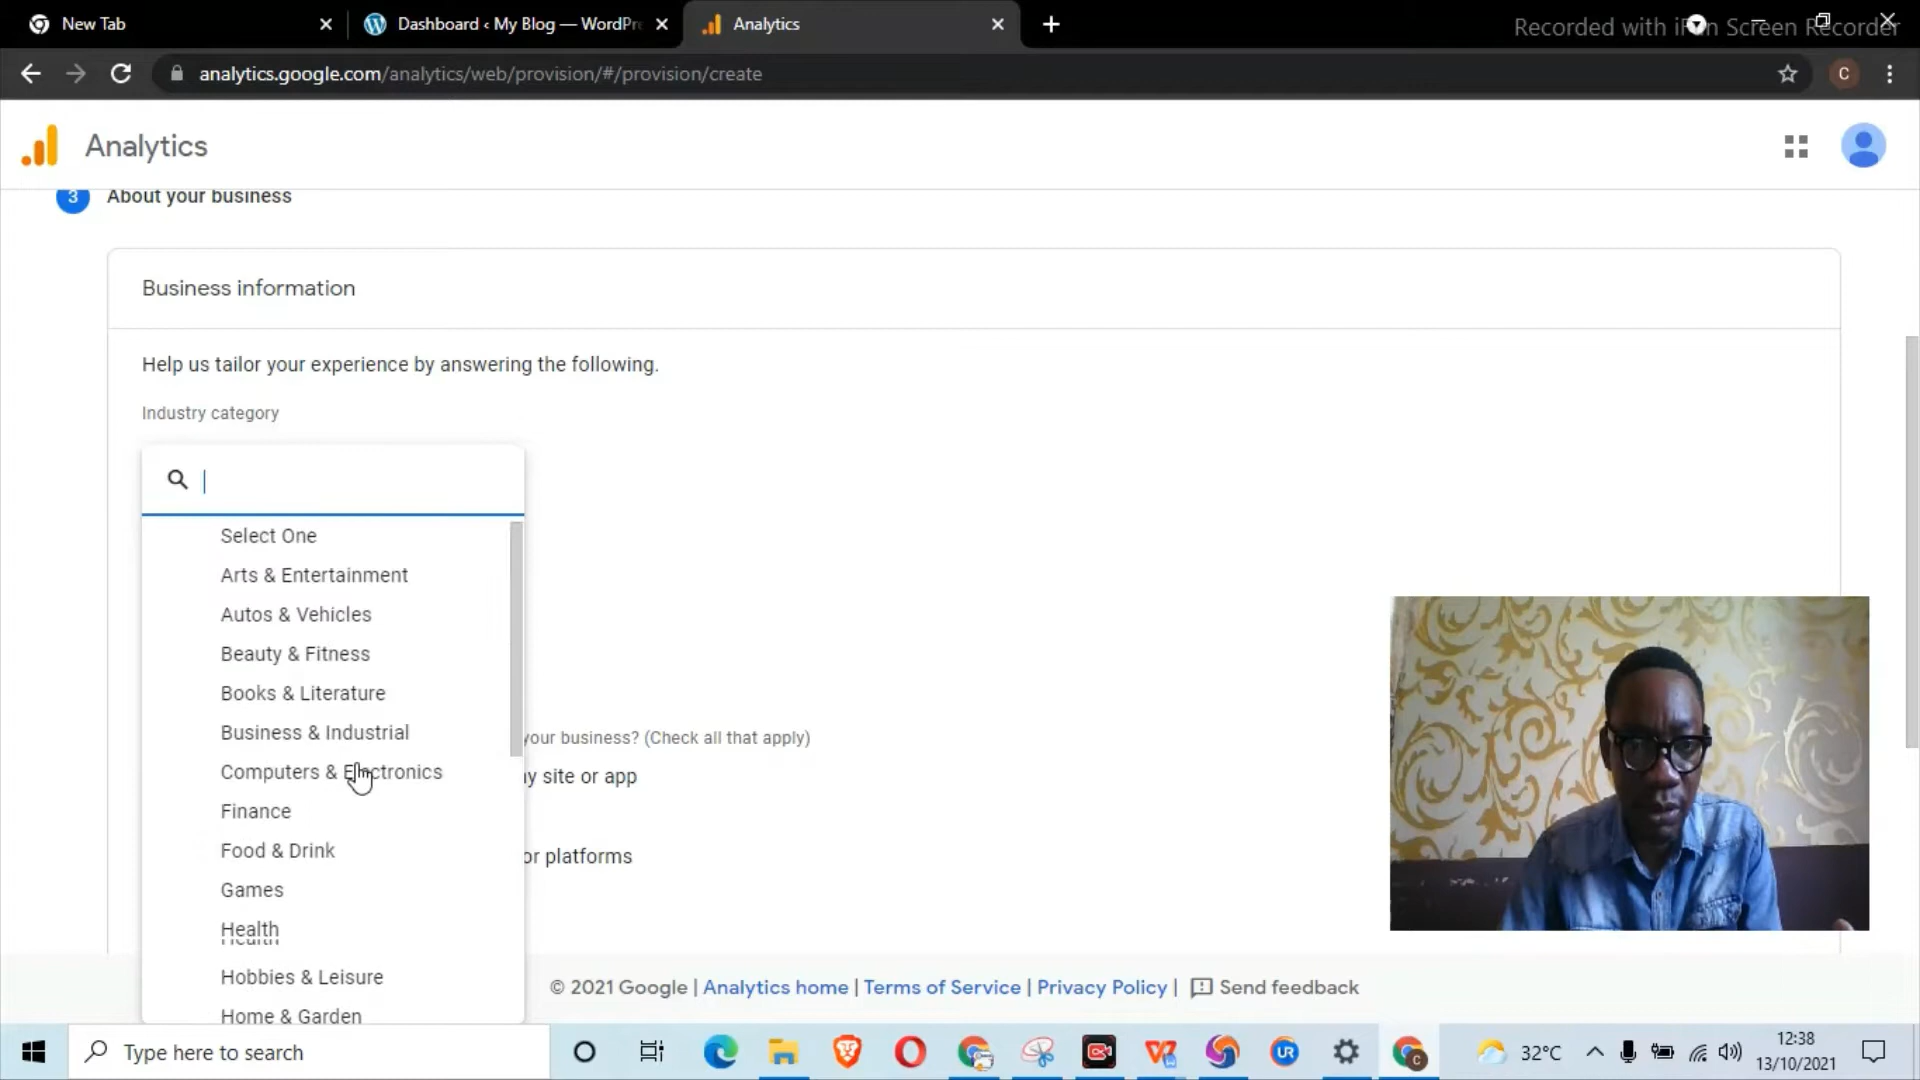 New Tab
Dashboard ‹ My Blog — WordPr
Analytics
Recorded with iFun Screen Recorder
analytics.google.com/analytics/web/provision/#/provision/create
C
Analytics
3 About your business
Business information
Help us tailor your experience by answering the following.
Industry category
Select One
Arts & Entertainment
Autos & Vehicles
Beauty & Fitness
Books & Literature
Business & Industrial
your business? (Check all that apply)
Computers & Electronics
y site or app
Finance
Food & Drink
or platforms
Games
Health
Hobbies & Leisure
Home & Garden
© 2021 Google | Analytics home | Terms of Service | Privacy Policy | Send feedback
Type here to search
UR
C
32°C
12:38
13/10/2021